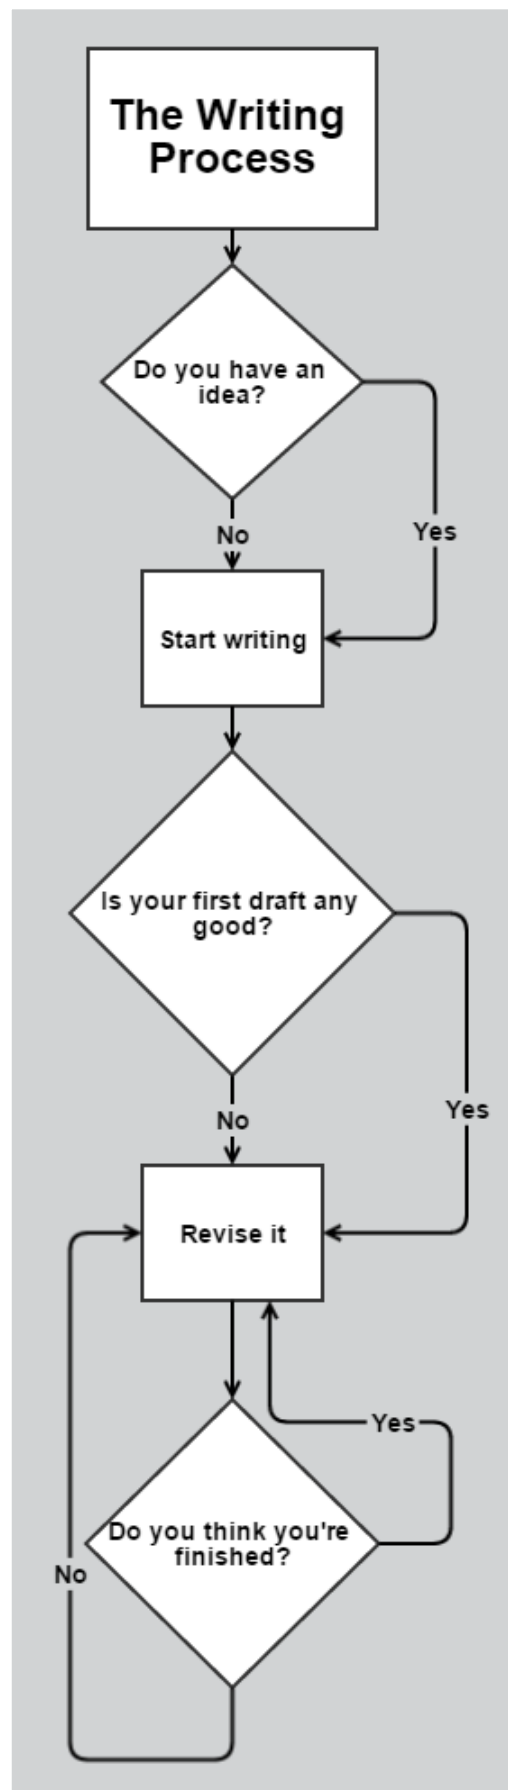 The Writing
Process
Do you have an
idea?
No
Yes
Start writing
Is your first draft any
good?
No
Yes
Revise it
Yes
Do you think you're
finished?
No